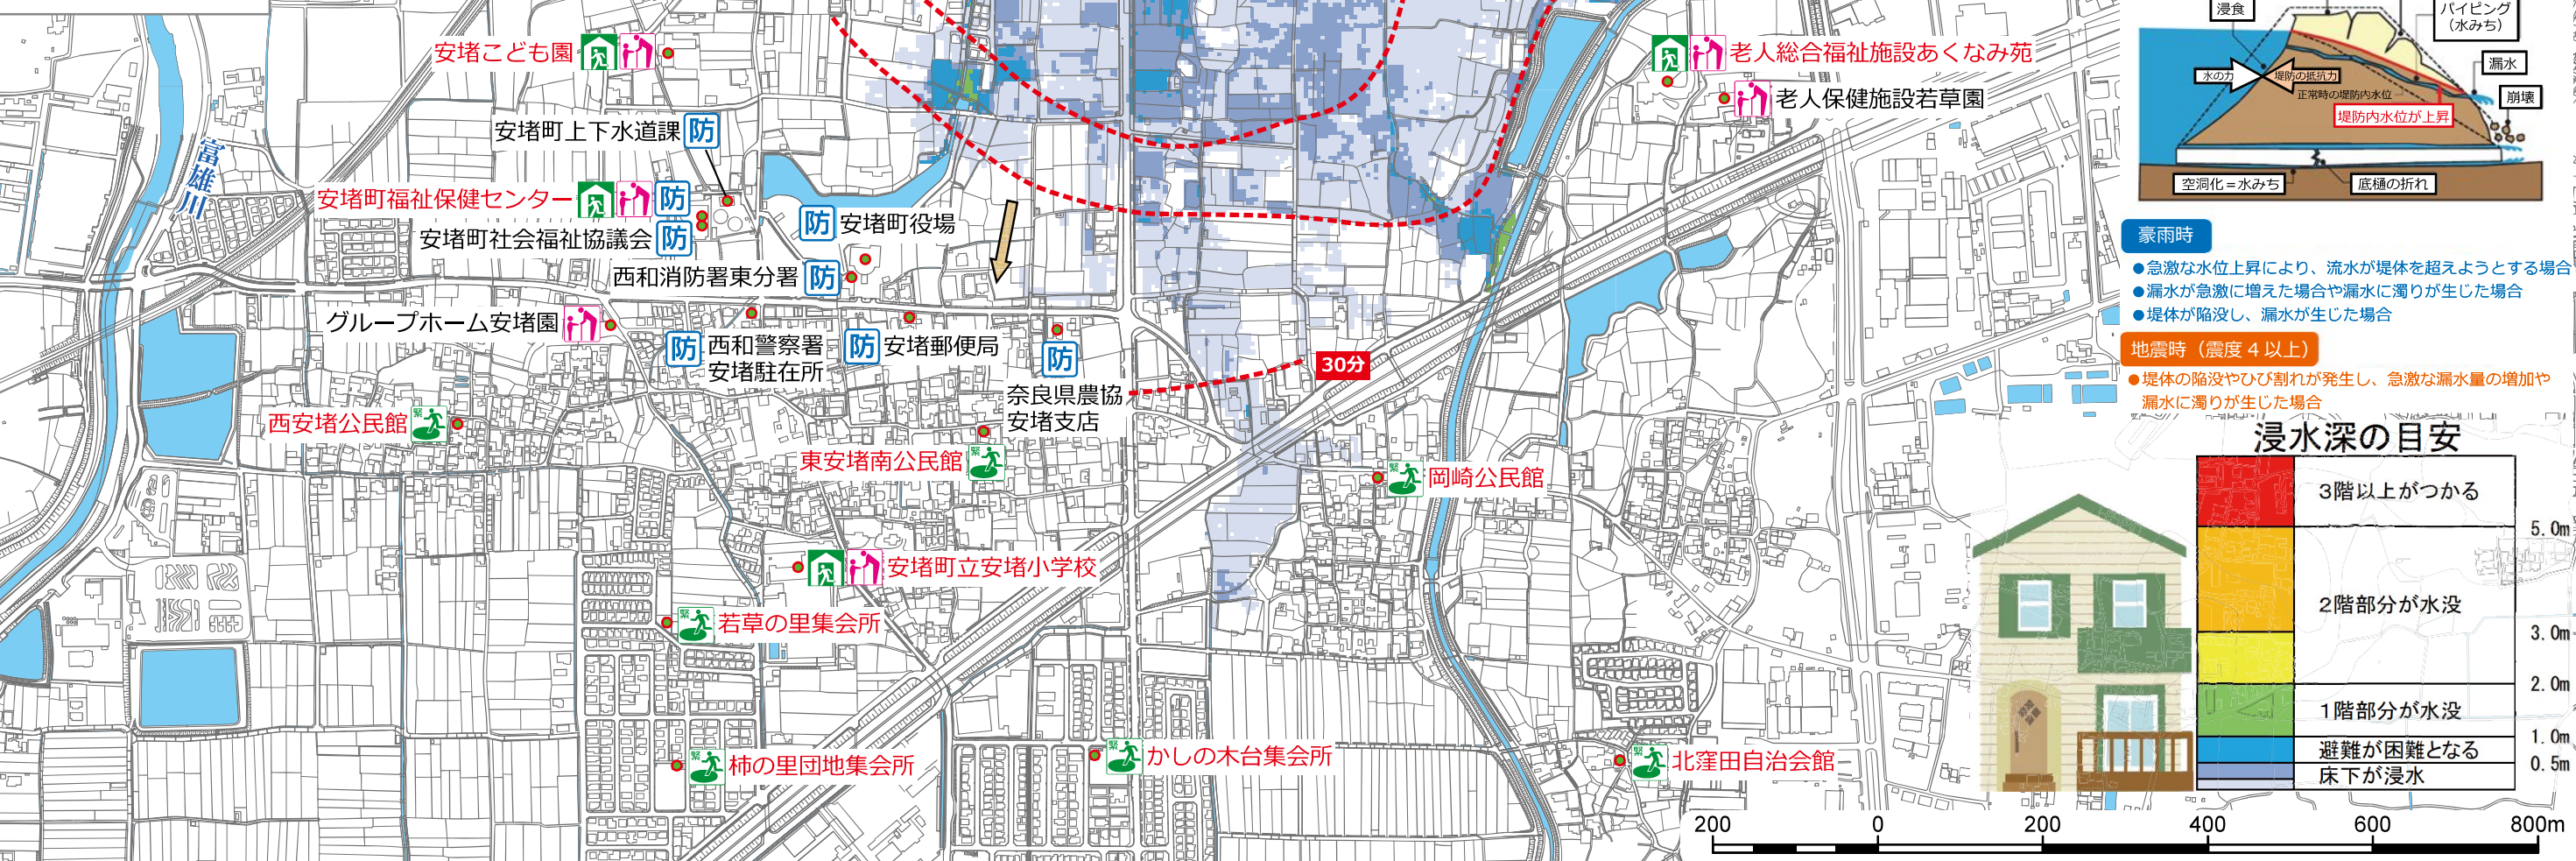 安堵こども園
安堵町上下水道課
防
富雄川
安堵町福祉保健センター
防
安堵町社会福祉協議会
防
防
安堵町役場
西和消防署東分署
防
グループホーム安堵園
防
西和警察署
安堵駐在所
防
安堵郵便局
防
奈良県農協
安堵支店
30分
西安堵公民館
緊
東安堵南公民館
緊
緊
岡崎公民館
安堵町立安堵小学校
緊
若草の里集会所
緊
柿の里団地集会所
緊
かしの木台集会所
緊
北窪田自治会館
老人総合福祉施設あくなみ苑
老人保健施設若草園
浸食
パイピング
(水みち)
漏水
水の力
堤防の抵抗力
正常時の堤防内水位
崩壊
堤防内水位が上昇
空洞化=水みち
底樋の折れ
豪雨時
●急激な水位上昇により、流水が堤体を超えようとする場合
●漏水が急激に増えた場合や漏水に濁りが生じた場合
●堤体が陥没し、漏水が生じた場合
地震時（震度４以上）
●堤体の陥没やひび割れが発生し、急激な漏水量の増加や
漏水に濁りが生じた場合
浸水深の目安
3階以上がつかる
5.0m
2階部分が水没
3.0m
2.0m
1階部分が水没
1.0m
避難が困難となる
0.5m
床下が浸水
200 0 200 400 600 800m